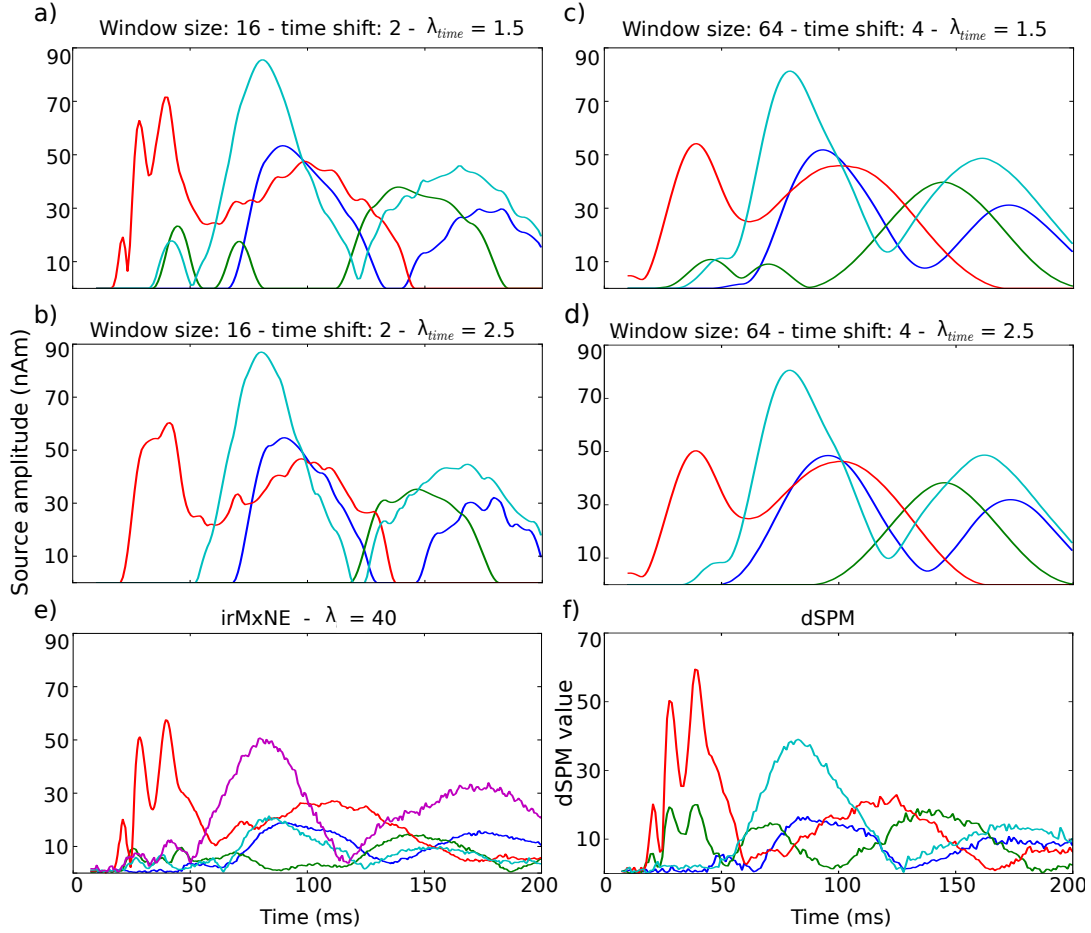 a)
Window size: 16 - time shift: 2 - λtime = 1.5
90
70
50
30
10
c)
Window size: 64 - time shift: 4 - λtime = 1.5
90
70
50
30
10
b)
Window size: 16 - time shift: 2 - λtime = 2.5
90
70
50
30
10
Source amplitude (nAm)
d)
Window size: 64 - time shift: 4 - λtime = 2.5
90
70
50
30
10
e)
irMxNE - λ = 40
90
70
50
30
10
50
100
150
200
Time (ms)
f)
dSPM
70
50
30
10
dSPM value
50
100
150
200
Time (ms)